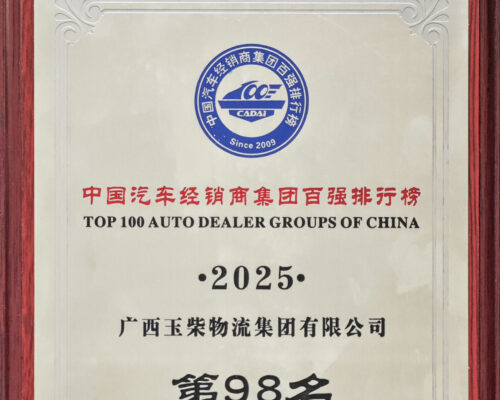 中国汽车经销商集团百强排行榜
100
CADAI
Since 2009
中国汽车经销商集团百强排行榜
TOP 100 AUTO DEALER GROUPS OF CHINA
·2025·
广西玉柴物流集团有限公司
第98名